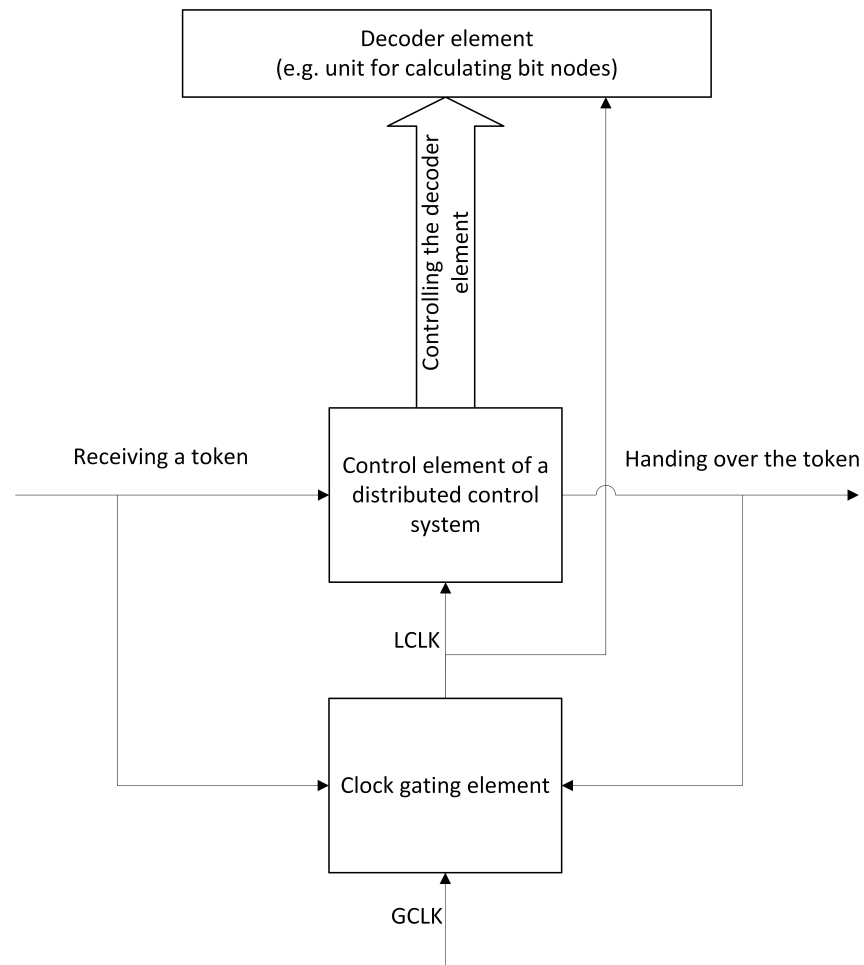 Decoder element
(e.g. unit for calculating bit nodes)
Controlling the decoder
element
Receiving a token
Control element of a
distributed control
system
Handing over the token
LCLK
Clock gating element
GCLK